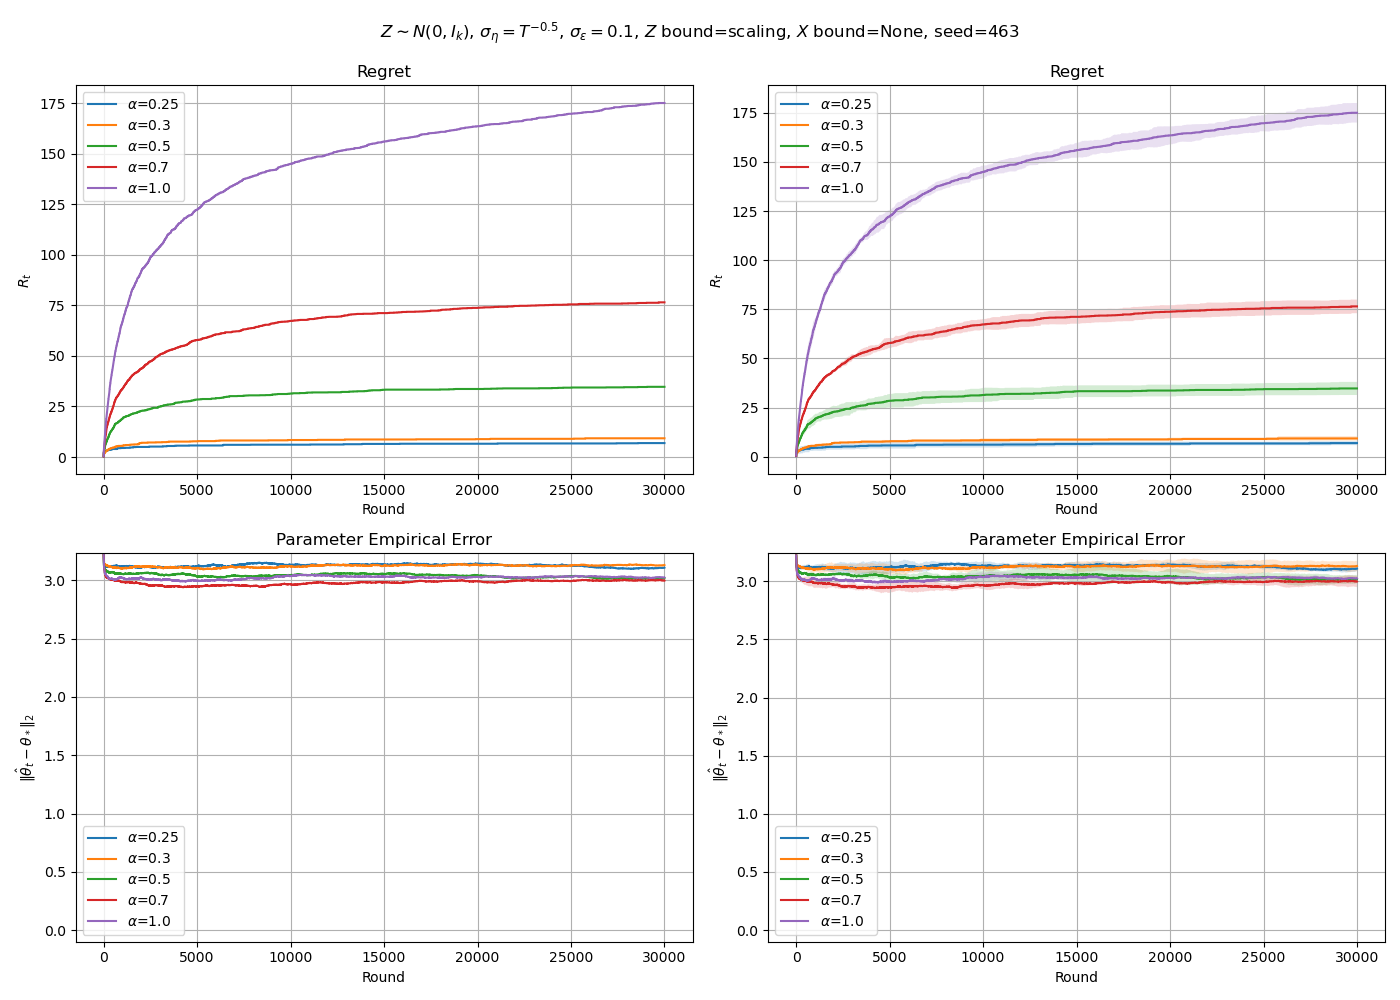 Z ∼ N(0, I_k), σ_η = T^{−0.5}, σ_ε = 0.1, Z bound=scaling, X bound=None, seed=463
Regret
R_t
175
150
125
100
75
50
25
0
α=0.25
α=0.3
α=0.5
α=0.7
α=1.0
0 5000 10000 15000 20000 25000 30000
Round
Regret
R_t
175
150
125
100
75
50
25
0
α=0.25
α=0.3
α=0.5
α=0.7
α=1.0
0 5000 10000 15000 20000 25000 30000
Round
Parameter Empirical Error
‖θ̂_t − θ_*‖_2
3.0
2.5
2.0
1.5
1.0
0.5
0.0
α=0.25
α=0.3
α=0.5
α=0.7
α=1.0
0 5000 10000 15000 20000 25000 30000
Round
Parameter Empirical Error
‖θ̂_t − θ_*‖_2
3.0
2.5
2.0
1.5
1.0
0.5
0.0
α=0.25
α=0.3
α=0.5
α=0.7
α=1.0
0 5000 10000 15000 20000 25000 30000
Round